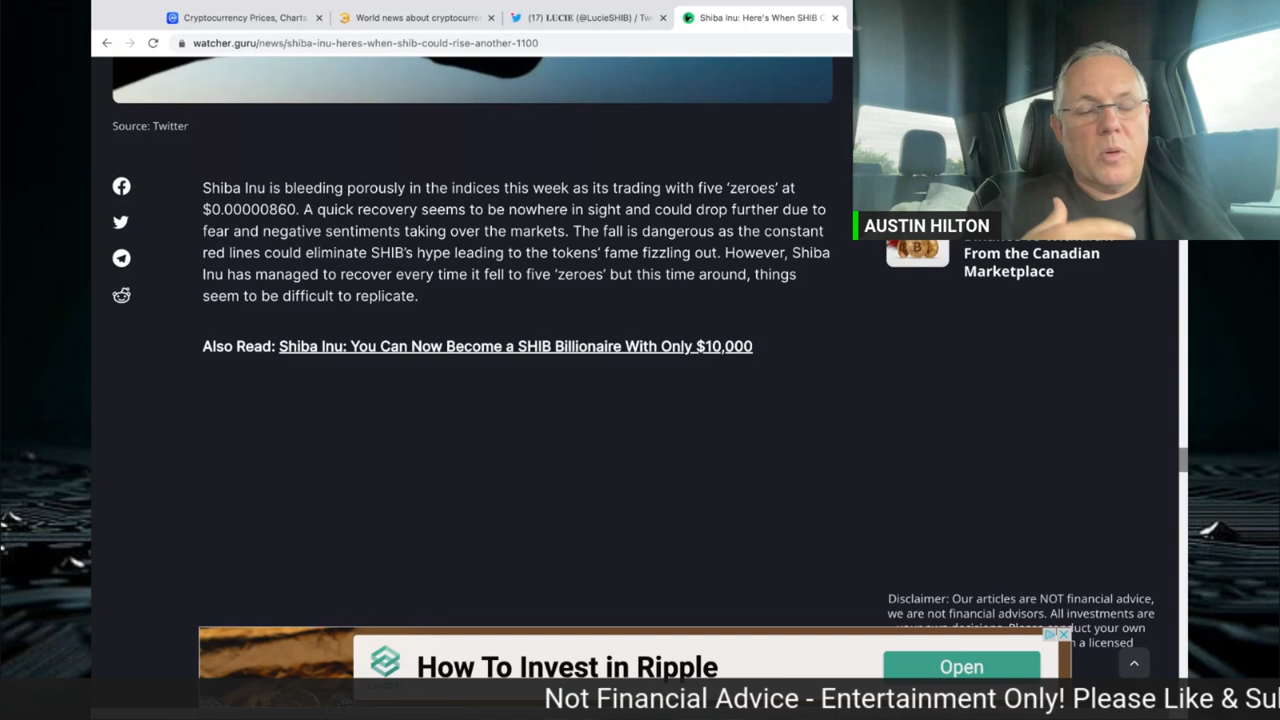 Cryptocurrency Prices, Charts
World news about cryptocurre
(17) LUCIE (@LucieSHIB) / Tw
Shiba Inu: Here's When SHIB C
watcher.guru/news/shiba-inu-heres-when-shib-could-rise-another-1100
Source: Twitter
Shiba Inu is bleeding porously in the indices this week as its trading with five 'zeroes' at
$0.00000860. A quick recovery seems to be nowhere in sight and could drop further due to
fear and negative sentiments taking over the markets. The fall is dangerous as the constant
red lines could eliminate SHIB's hype leading to the tokens' fame fizzling out. However, Shiba
Inu has managed to recover every time it fell to five 'zeroes' but this time around, things
seem to be difficult to replicate.
Also Read: Shiba Inu: You Can Now Become a SHIB Billionaire With Only $10,000
AUSTIN HILTON
From the Canadian
Marketplace
Disclaimer: Our articles are NOT financial advice,
we are not financial advisors. All investments are
your own decisions. Please conduct your own
a licensed
How To Invest in Ripple
Open
Not Financial Advice - Entertainment Only! Please Like & Su